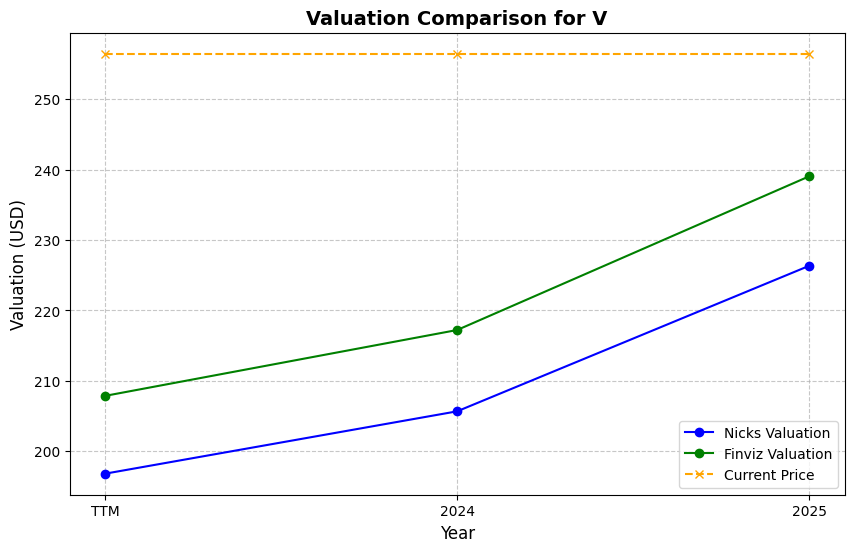 Valuation Comparison for V
Valuation (USD)
250
240
230
220
210
200
TTM
2024
2025
Year
Nicks Valuation
Finviz Valuation
Current Price